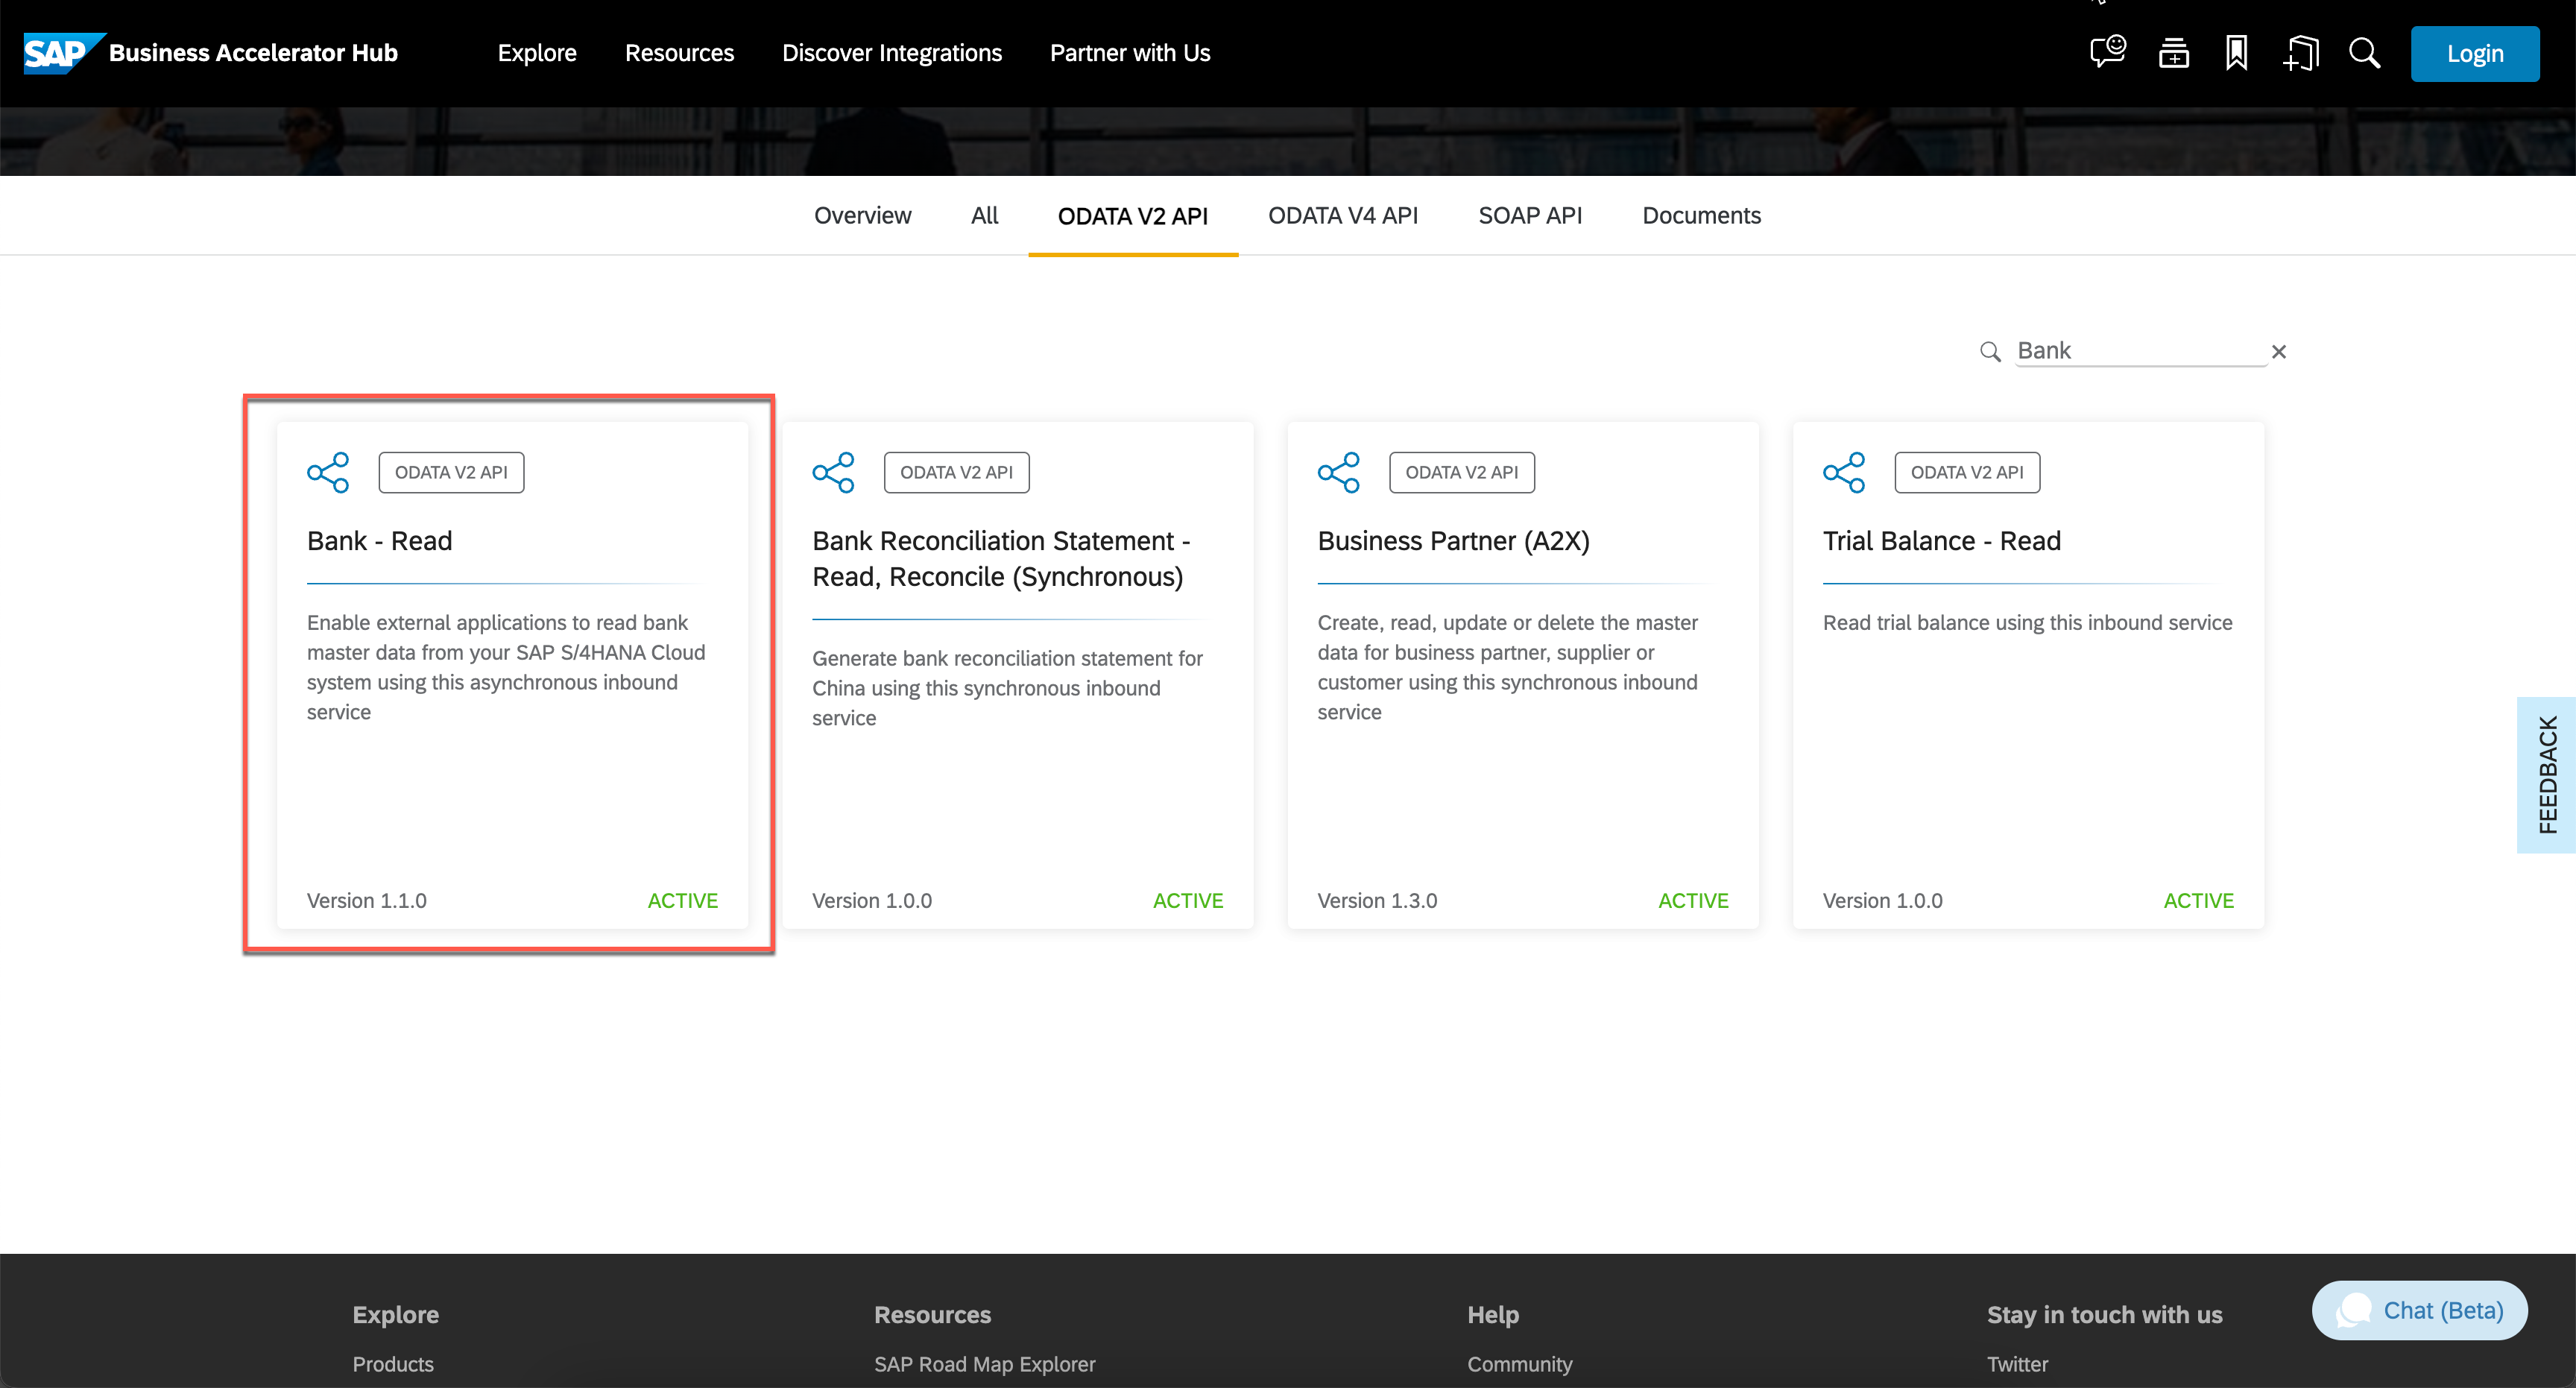 SAP Business Accelerator Hub
Explore
Resources
Discover Integrations
Partner with Us
Login
Overview
All
ODATA V2 API
ODATA V4 API
SOAP API
Documents
Bank
ODATA V2 API
Bank - Read
Enable external applications to read bank
master data from your SAP S/4HANA Cloud
system using this asynchronous inbound
service
Version 1.1.0
ACTIVE
ODATA V2 API
Bank Reconciliation Statement -
Read, Reconcile (Synchronous)
Generate bank reconciliation statement for
China using this synchronous inbound
service
Version 1.0.0
ACTIVE
ODATA V2 API
Business Partner (A2X)
Create, read, update or delete the master
data for business partner, supplier or
customer using this synchronous inbound
service
Version 1.3.0
ACTIVE
ODATA V2 API
Trial Balance - Read
Read trial balance using this inbound service
Version 1.0.0
ACTIVE
FEEDBACK
Explore
Products
Resources
SAP Road Map Explorer
Help
Community
Stay in touch with us
Twitter
Chat (Beta)